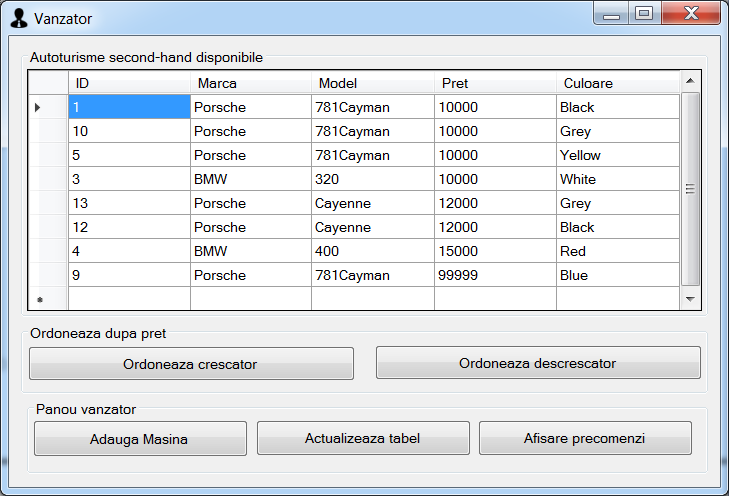 Vanzator
Autoturisme second-hand disponibile
ID Marca Model Pret Culoare
1 Porsche 781Cayman 10000 Black
10 Porsche 781Cayman 10000 Grey
5 Porsche 781Cayman 10000 Yellow
3 BMW 320 10000 White
13 Porsche Cayenne 12000 Grey
12 Porsche Cayenne 12000 Black
4 BMW 400 15000 Red
9 Porsche 781Cayman 99999 Blue
Ordoneaza dupa pret
Ordoneaza crescator Ordoneaza descrescator
Panou vanzator
Adauga Masina Actualizeaza tabel Afisare precomenzi